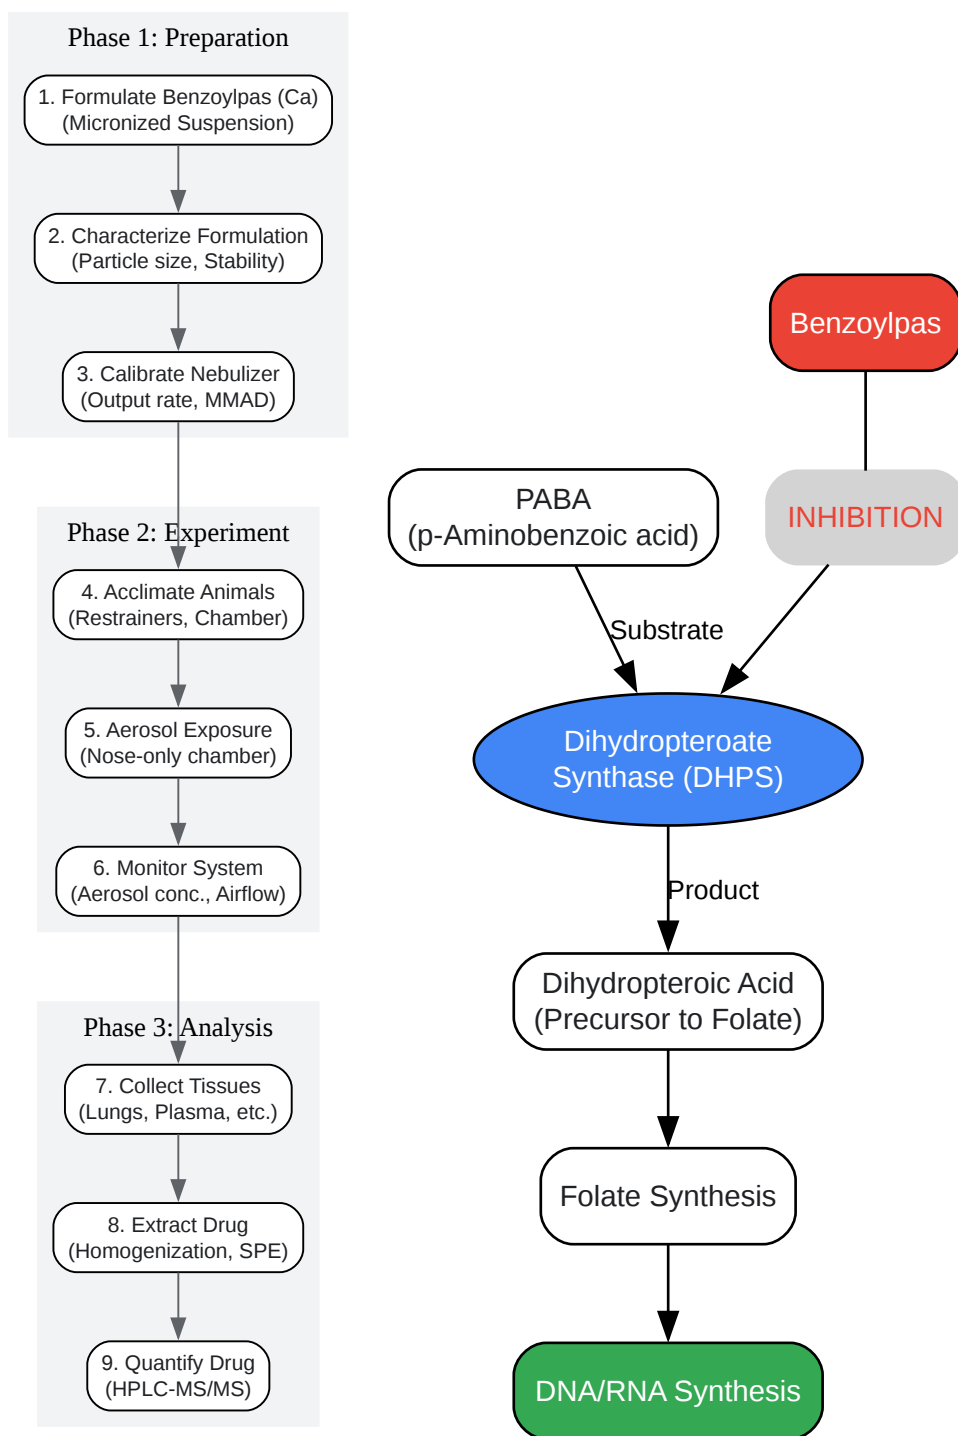 Phase 1: Preparation
1. Formulate Benzoylpas (Ca)
(Micronized Suspension)
2. Characterize Formulation
(Particle size, Stability)
3. Calibrate Nebulizer
(Output rate, MMAD)
Phase 2: Experiment
4. Acclimate Animals
(Restrainers, Chamber)
5. Aerosol Exposure
(Nose-only chamber)
6. Monitor System
(Aerosol conc., Airflow)
Phase 3: Analysis
7. Collect Tissues
(Lungs, Plasma, etc.)
8. Extract Drug
(Homogenization, SPE)
9. Quantify Drug
(HPLC-MS/MS)
Benzoylpas
PABA
(p-Aminobenzoic acid)
INHIBITION
Substrate
Dihydropteroate
Synthase (DHPS)
Product
Dihydropteroic Acid
(Precursor to Folate)
Folate Synthesis
DNA/RNA Synthesis